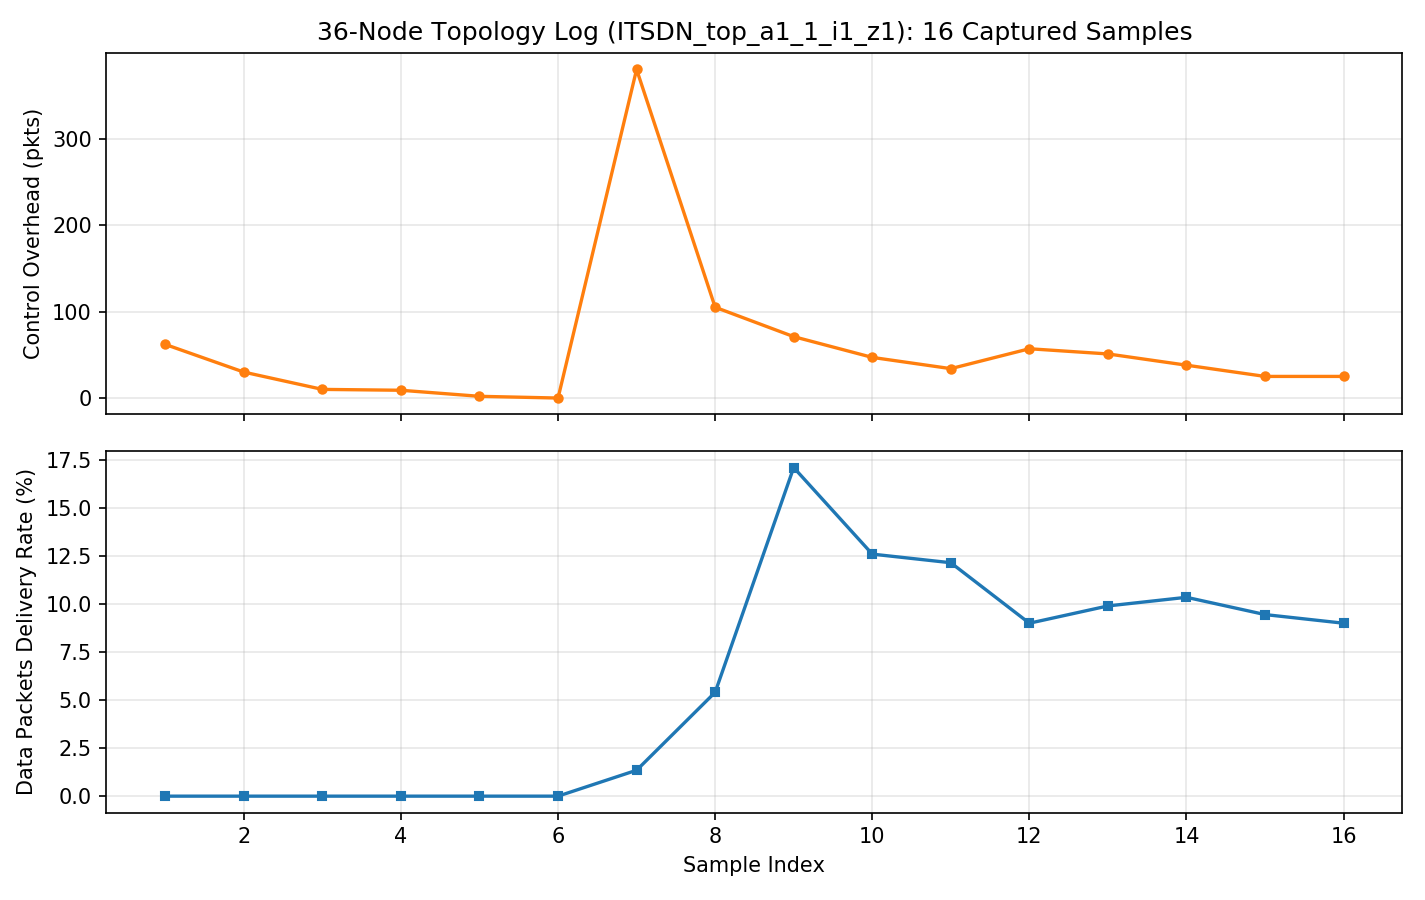 36-Node Topology Log (ITSDN_top_a1_1_i1_z1): 16 Captured Samples
Control Overhead (pkts)
300
200
100
0
Data Packets Delivery Rate (%)
17.5
15.0
12.5
10.0
7.5
5.0
2.5
0.0
2 4 6 8 10 12 14 16
Sample Index